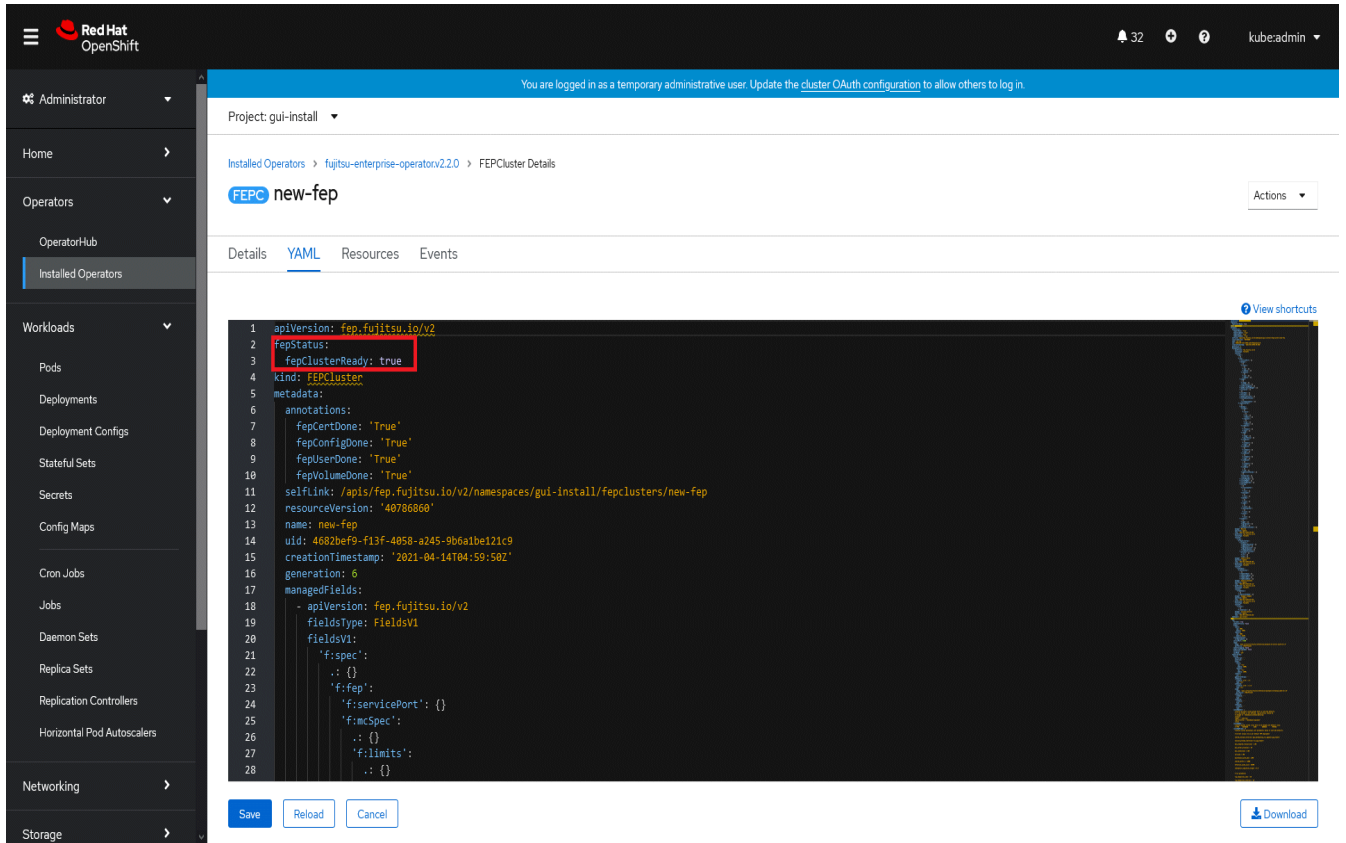 Red Hat
OpenShift
32
kube:admin
You are logged in as a temporary administrative user. Update the cluster OAuth configuration to allow others to log in.
Administrator
Home
Operators
OperatorHub
Installed Operators
Workloads
Pods
Deployments
Deployment Configs
Stateful Sets
Secrets
Config Maps
Cron Jobs
Jobs
Daemon Sets
Replica Sets
Replication Controllers
Horizontal Pod Autoscalers
Networking
Storage
Project: gui-install
Installed Operators > fujitsu-enterprise-operator.v2.2.0 > FEPCluster Details
FEPC new-fep
Actions
Details YAML Resources Events
View shortcuts
1 apiVersion: fep.fujitsu.io/v2
2 fepStatus:
3 fepClusterReady: true
4 kind: FEPCluster
5 metadata:
6 annotations:
7 fepCertDone: 'True'
8 fepConfigDone: 'True'
9 fepUserDone: 'True'
10 fepVolumeDone: 'True'
11 selfLink: /apis/fep.fujitsu.io/v2/namespaces/gui-install/fepclusters/new-fep
12 resourceVersion: '40786860'
13 name: new-fep
14 uid: 4682bef9-f13f-4058-a245-9b6a1be121c9
15 creationTimestamp: '2021-04-14T04:59:50Z'
16 generation: 6
17 managedFields:
18 - apiVersion: fep.fujitsu.io/v2
19 fieldsType: FieldsV1
20 fieldsV1:
21 'f:spec':
22 .: {}
23 'f:fep':
24 'f:servicePort': {}
25 'f:mcSpec':
26 .: {}
27 'f:limits':
28 .: {}
Save Reload Cancel
Download